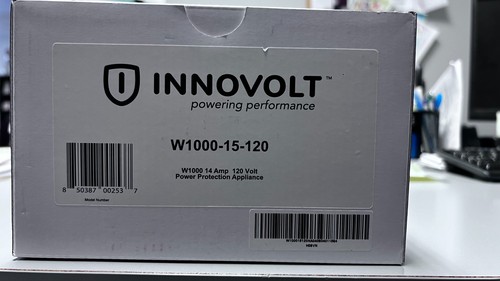 INNOVOLT™
powering performance
W1000-15-120
W1000 14 Amp 120 Volt
Power Protection Appliance
8 50387 00253 7
Model Number